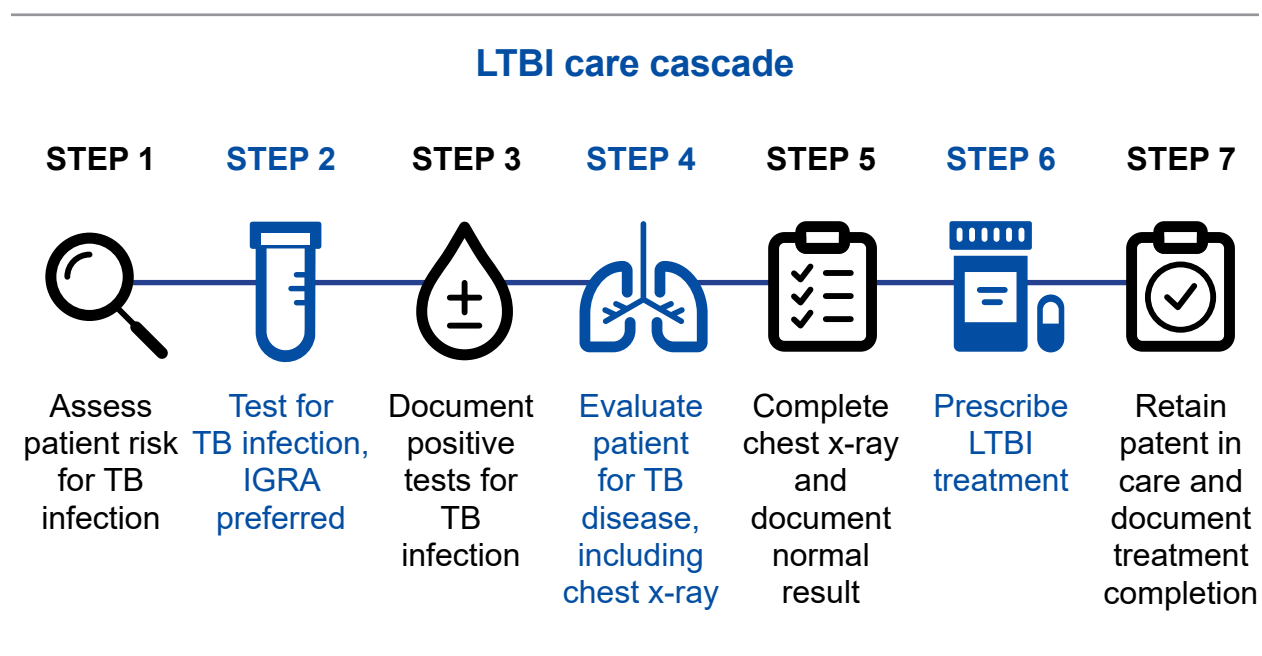 LTBI care cascade
STEP 1
Assess
patient risk
for TB
infection
STEP 2
Test for
TB infection,
IGRA
preferred
STEP 3
Document
positive
tests for
TB
infection
STEP 4
Evaluate
patient
for TB
disease,
including
chest x-ray
STEP 5
Complete
chest x-ray
and
document
normal
result
STEP 6
Prescribe
LTBI
treatment
STEP 7
Retain
patent in
care and
document
treatment
completion